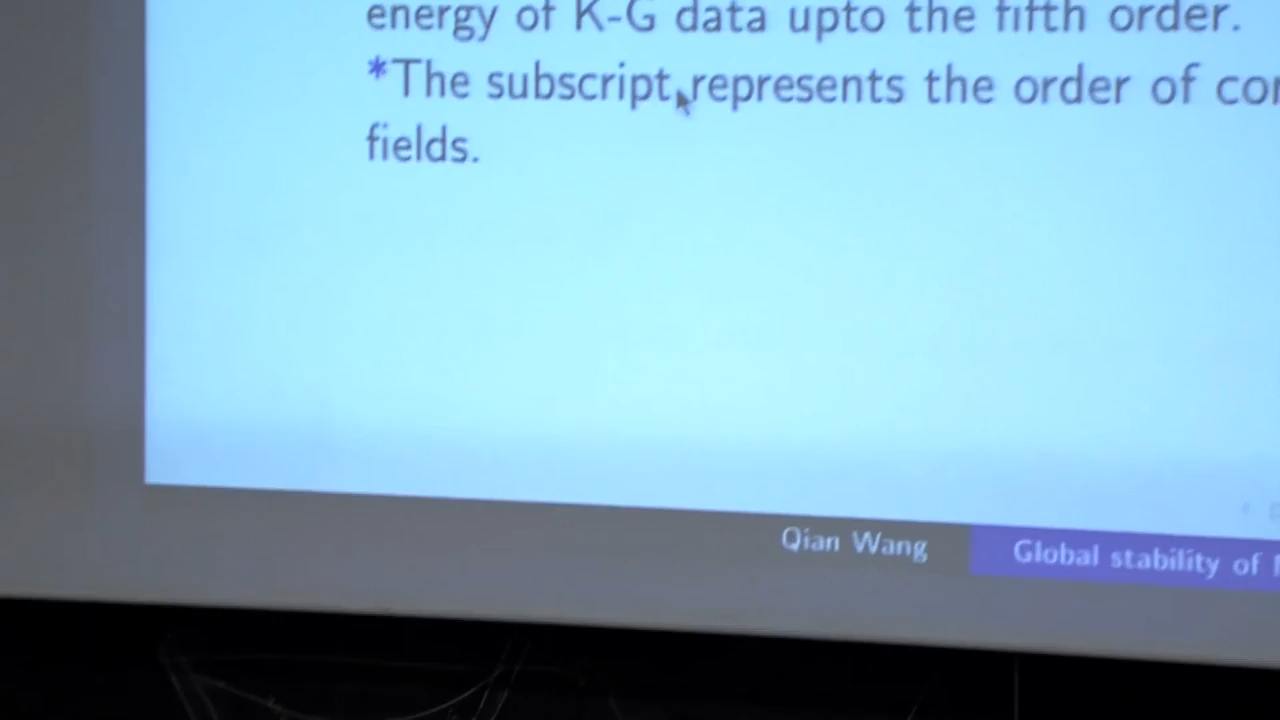 energy of K-G data upto the fifth order.
*The subscript represents the order of
fields.
Qian Wang
Global stability of